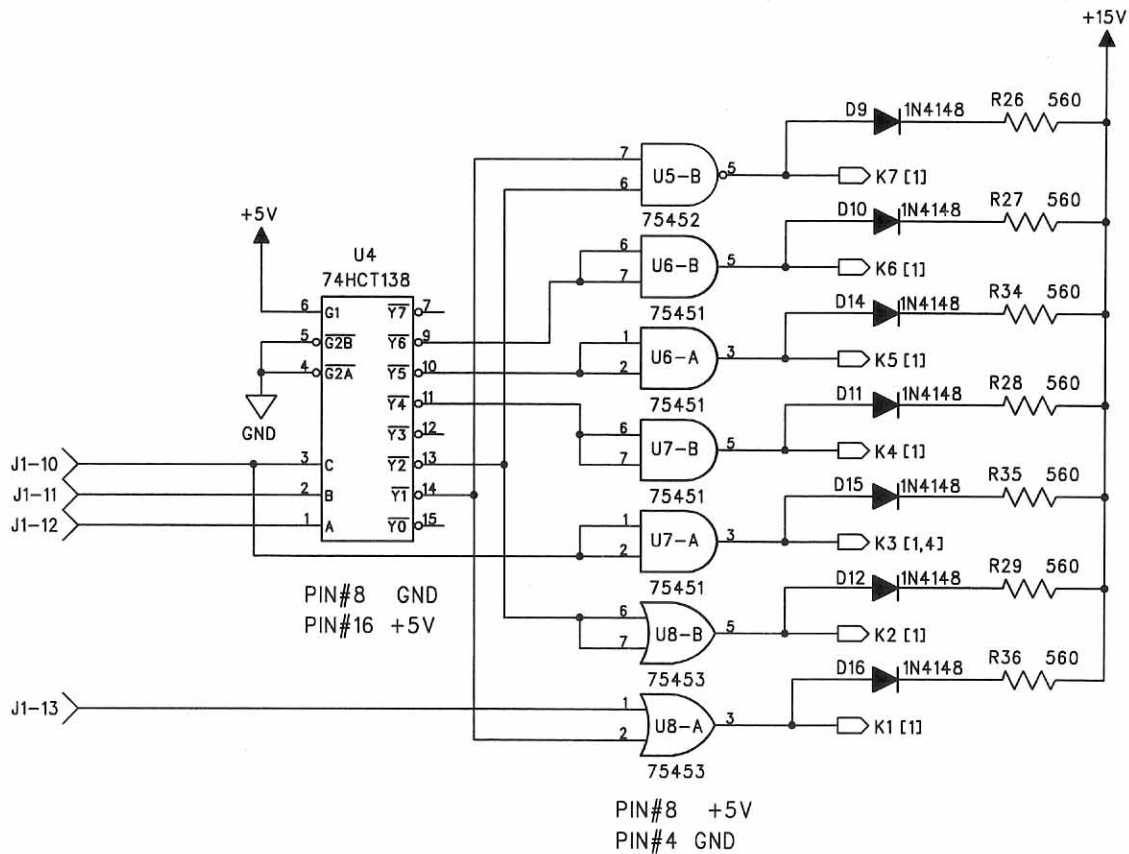 +15V
D9 1N4148 R26 560
7
6
U5-B
5
K7 [1]
75452
D10 1N4148 R27 560
6
7
U6-B
5
K6 [1]
75451
D14 1N4148 R34 560
1
2
U6-A
3
K5 [1]
75451
D11 1N4148 R28 560
6
7
U7-B
5
K4 [1]
75451
D15 1N4148 R35 560
1
2
U7-A
3
K3 [1,4]
75451
D12 1N4148 R29 560
6
7
U8-B
5
K2 [1]
75453
D16 1N4148 R36 560
1
2
U8-A
3
K1 [1]
75453
PIN#8 +5V
PIN#4 GND
+5V
U4
74HCT138
6 G1 Y7 7
5 G2B Y6 9
4 G2A Y5 10
Y4 11
GND
Y3 12
J1-10 3 C Y2 13
J1-11 2 B Y1 14
J1-12 1 A Y0 15
PIN#8 GND
PIN#16 +5V
J1-13